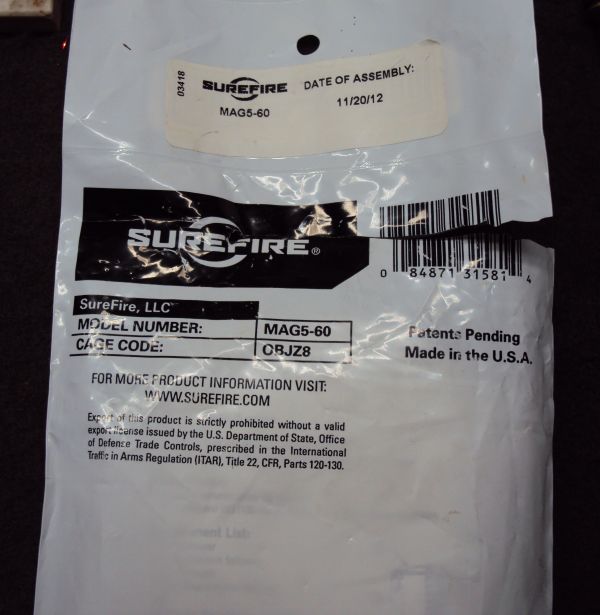 03418
SUREFIRE
DATE OF ASSEMBLY:
MAG5-60
11/20/12
SUREFIRE®
0 84871 31581 4
SureFire, LLC
MODEL NUMBER: MAG5-60
CAGE CODE: OBJZ8
Patents Pending
Made in the U.S.A.
FOR MORE PRODUCT INFORMATION VISIT:
WWW.SUREFIRE.COM
Export of this product is strictly prohibited without a valid
export license issued by the U.S. Department of State, Office
of Defense Trade Controls, prescribed in the International
Traffic in Arms Regulation (ITAR), Title 22, CFR, Parts 120-130.